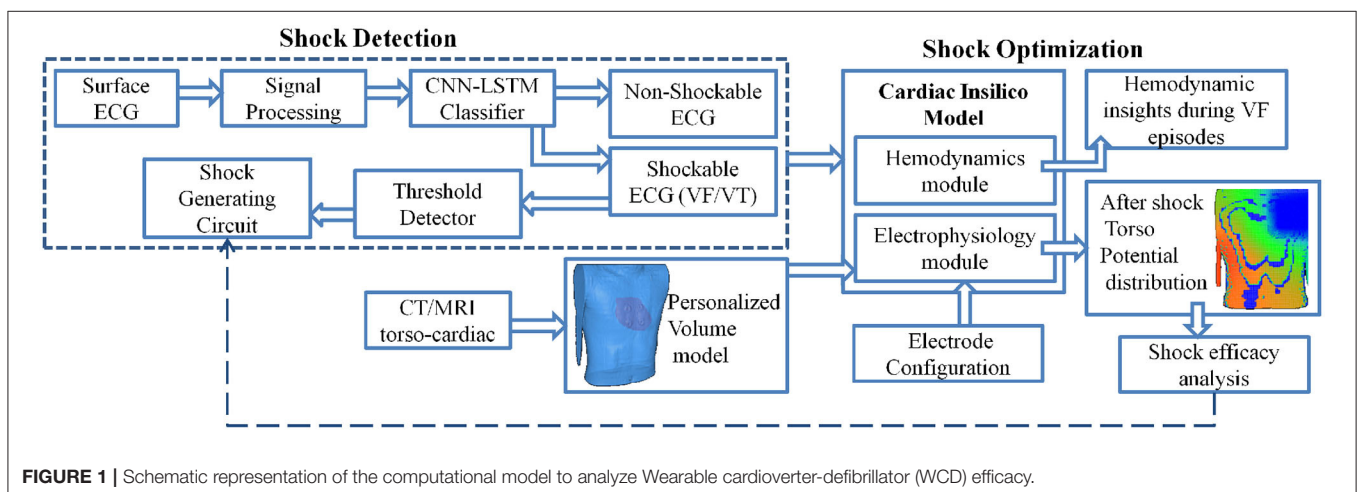 Shock Detection
Surface
ECG
Signal
Processing
CNN-LSTM
Classifier
Non-Shockable
ECG
Shockable
ECG (VF/VT)
Threshold
Detector
Shock
Generating
Circuit
CT/MRI
torso-cardiac
Personalized
Volume
model
Shock Optimization
Cardiac Insilico
Model
Hemodynamics
module
Electrophysiology
module
Electrode
Configuration
Hemodynamic
insights during VF
episodes
After shock
Torso
Potential
distribution
Shock efficacy
analysis
FIGURE 1 | Schematic representation of the computational model to analyze Wearable cardioverter-defibrillator (WCD) efficacy.